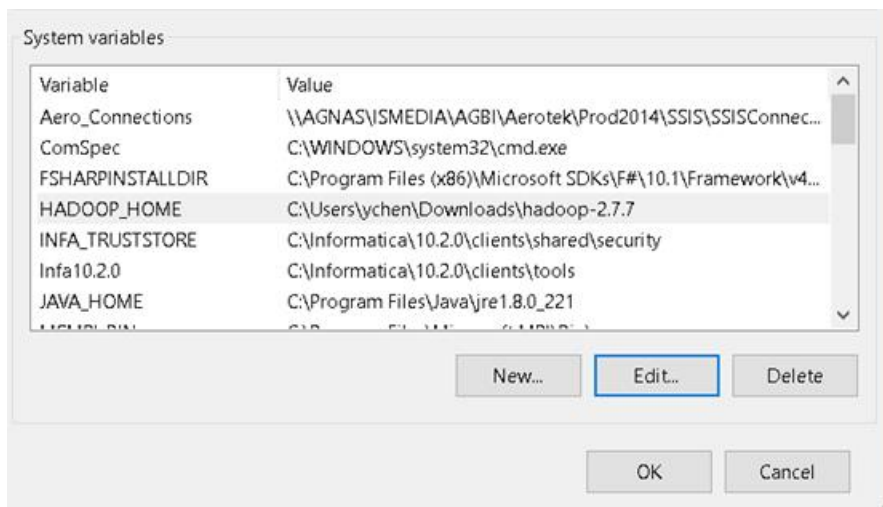 System variables
Variable Value
Aero_Connections \\AGNAS\ISMEDIA\AGBI\Aerotek\Prod2014\SSIS\SSISConnec...
ComSpec C:\WINDOWS\system32\cmd.exe
FSHARPINSTALLDIR C:\Program Files (x86)\Microsoft SDKs\F#\10.1\Framework\v4...
HADOOP_HOME C:\Users\ychen\Downloads\hadoop-2.7.7
INFA_TRUSTSTORE C:\Informatica\10.2.0\clients\shared\security
Infa10.2.0 C:\Informatica\10.2.0\clients\tools
JAVA_HOME C:\Program Files\Java\jre1.8.0_221
New... Edit... Delete
OK Cancel